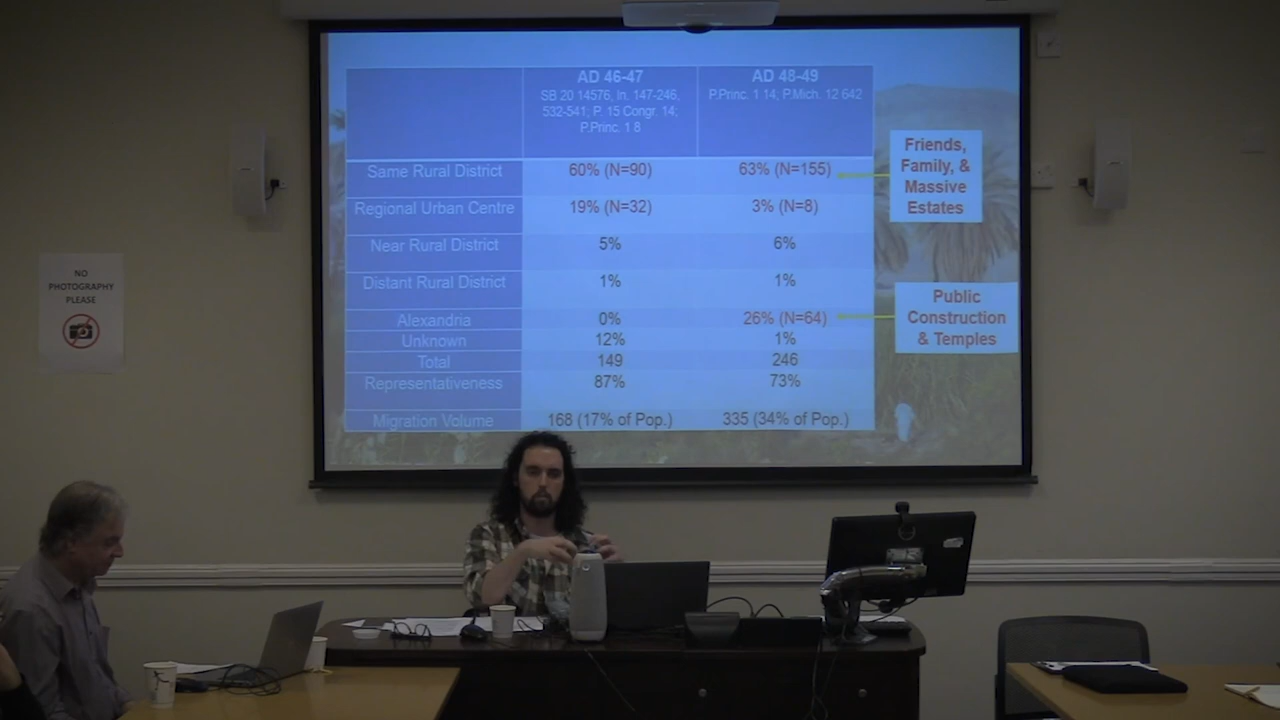 AD 46-47 AD 48-49
SB 20 14576, ln. 147-246, P.Princ. 1 14; P.Mich. 12 642
532-541; P. 15 Congr. 14;
P.Princ. 1 8
Same Rural District 60% (N=90) 63% (N=155)
Regional Urban Centre 19% (N=32) 3% (N=8)
Near Rural District 5% 6%
Distant Rural District 1% 1%
Alexandria 0% 26% (N=64)
Unknown 12% 1%
Total 149 246
Representativeness 87% 73%
Migration Volume 168 (17% of Pop.) 335 (34% of Pop.)
Friends,
Family, &
Massive
Estates
Public
Construction
& Temples
NO
PHOTOGRAPHY
PLEASE